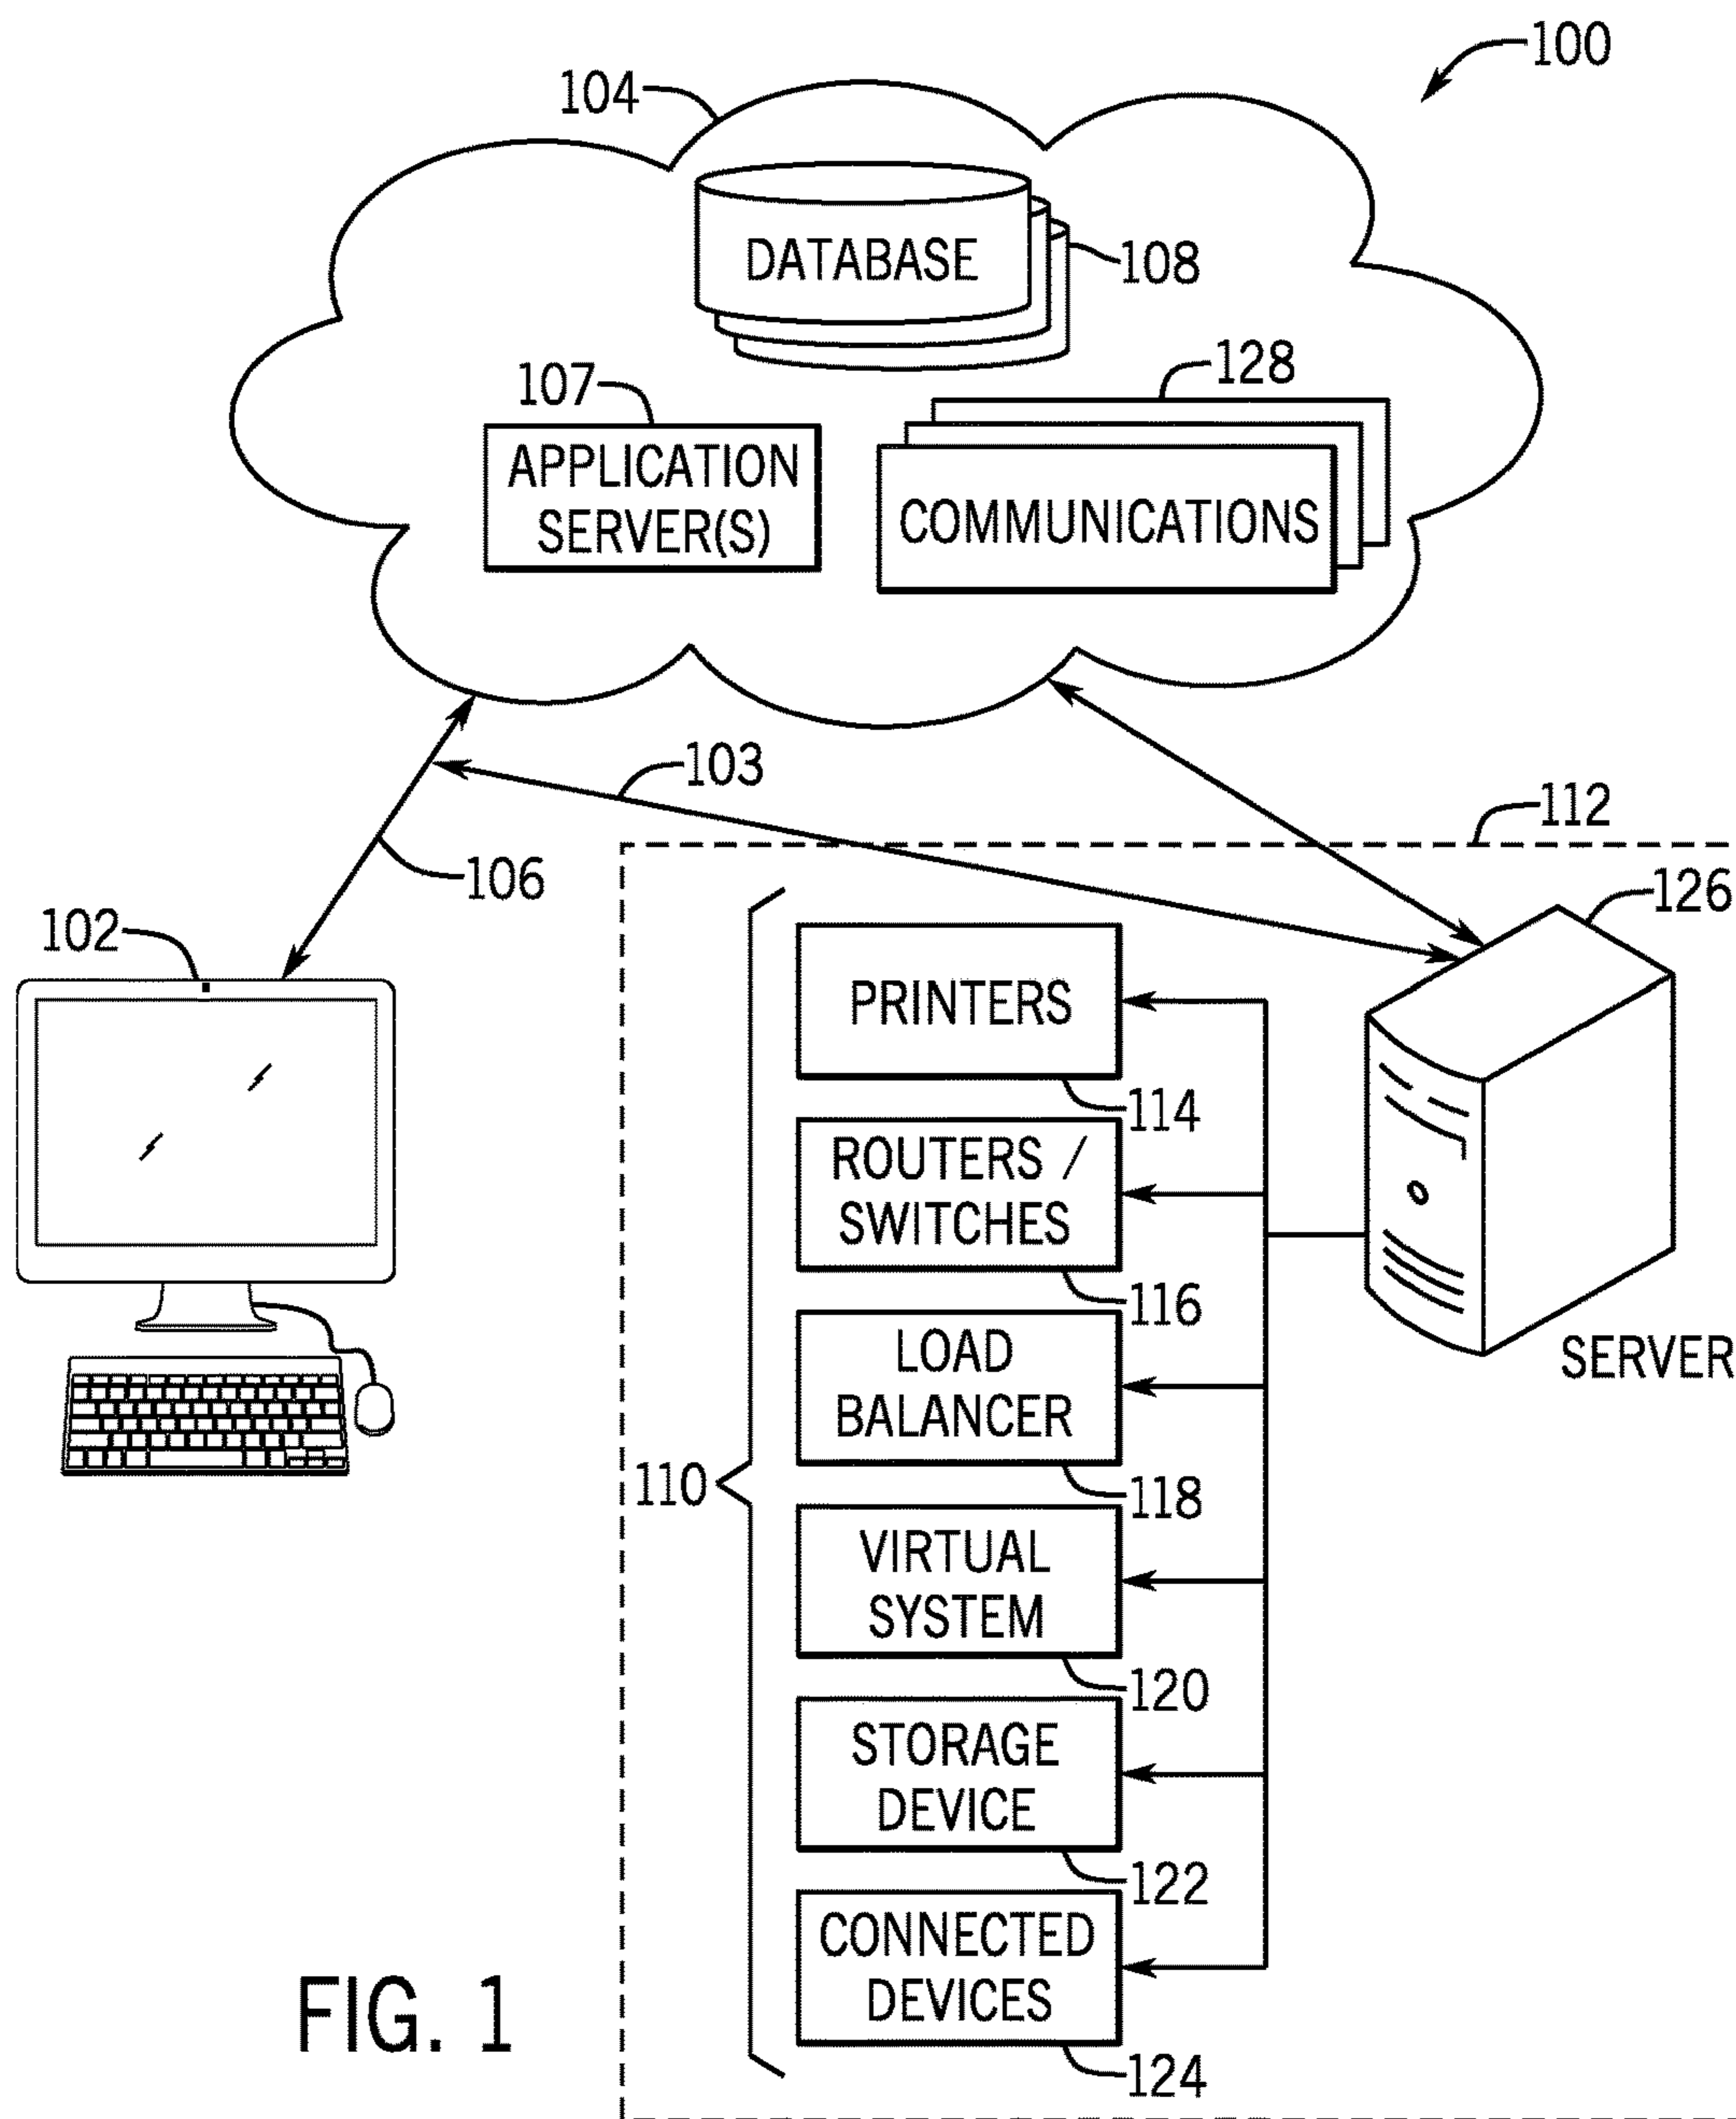 100
104
DATABASE
108
107
128
APPLICATION
SERVER(S)
COMMUNICATIONS
103
112
106
126
102
PRINTERS
114
ROUTERS /
SWITCHES
116
LOAD
BALANCER
SERVER
110
118
VIRTUAL
SYSTEM
120
STORAGE
DEVICE
122
CONNECTED
DEVICES
124
FIG. 1